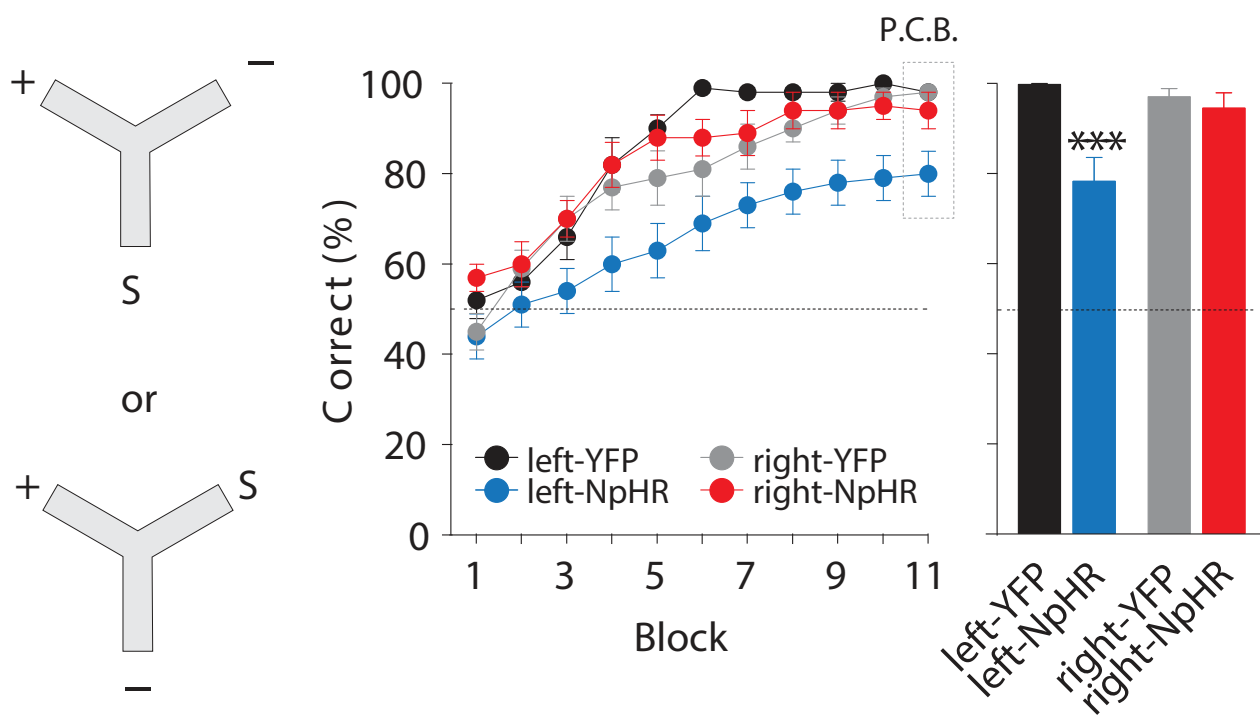 + −
S
or
+ S
−
P.C.B.
Correct (%)
100
80
60
40
20
0
left-YFP
left-NpHR
right-YFP
right-NpHR
1 3 5 7 9 11
Block
***
left-YFP
left-NpHR
right-YFP
right-NpHR